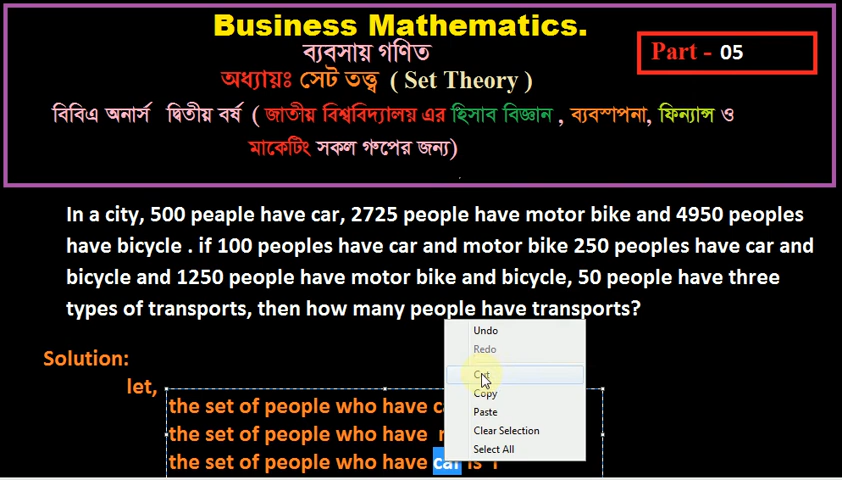 Business Mathematics.
ব্যবসায় গণিত
Part - 05
অধ্যায়ঃ সেট তত্ত্ব ( Set Theory )
বিবিএ অনার্স দ্বিতীয় বর্ষ ( জাতীয় বিশ্ববিদ্যালয় এর হিসাব বিজ্ঞান , ব্যবস্পনা, ফিন্যান্স ও
মার্কেটিং সকল গরুপের জন্য)
In a city, 500 peaple have car, 2725 people have motor bike and 4950 peoples
have bicycle . if 100 peoples have car and motor bike 250 peoples have car and
bicycle and 1250 people have motor bike and bicycle, 50 people have three
types of transports, then how many people have transports?
Undo
Redo
Cut
Copy
Paste
Clear Selection
Select All
Solution:
let,
the set of people who have
the set of people who have
the set of people who have car is